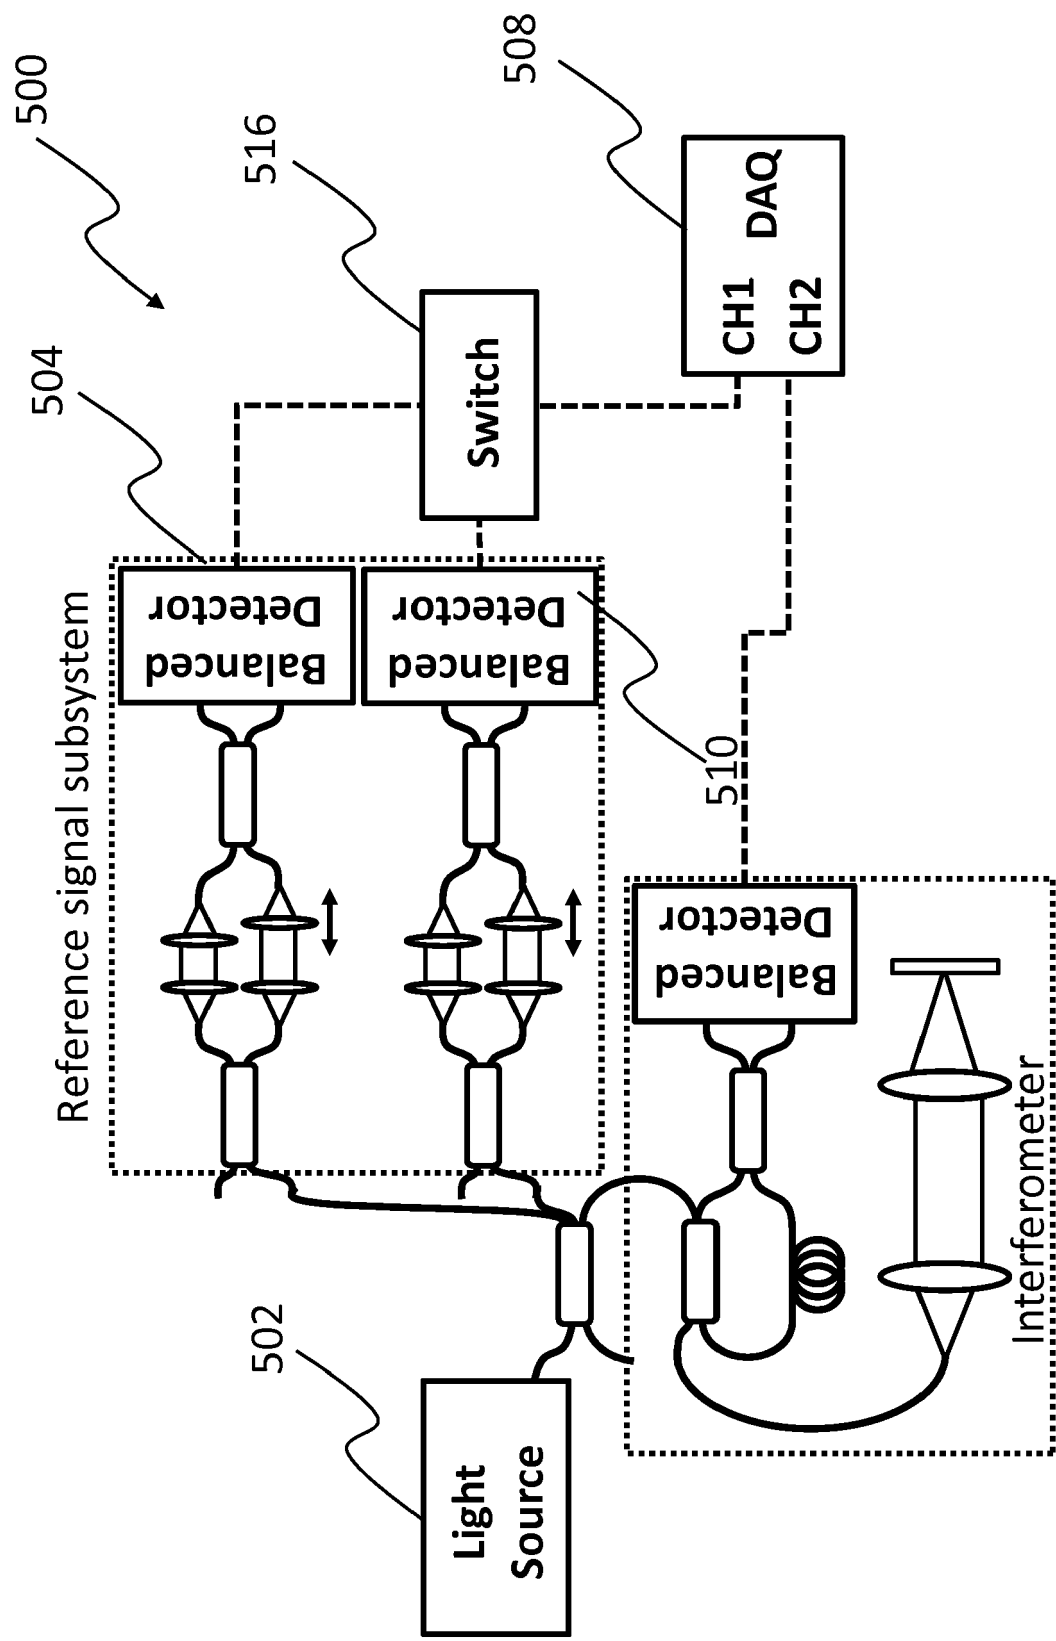 500
Reference signal subsystem
504
516
508
Balanced
Detector
Balanced
Detector
Switch
CH1
CH2
DAQ
502
510
Light
Source
Balanced
Detector
Interferometer